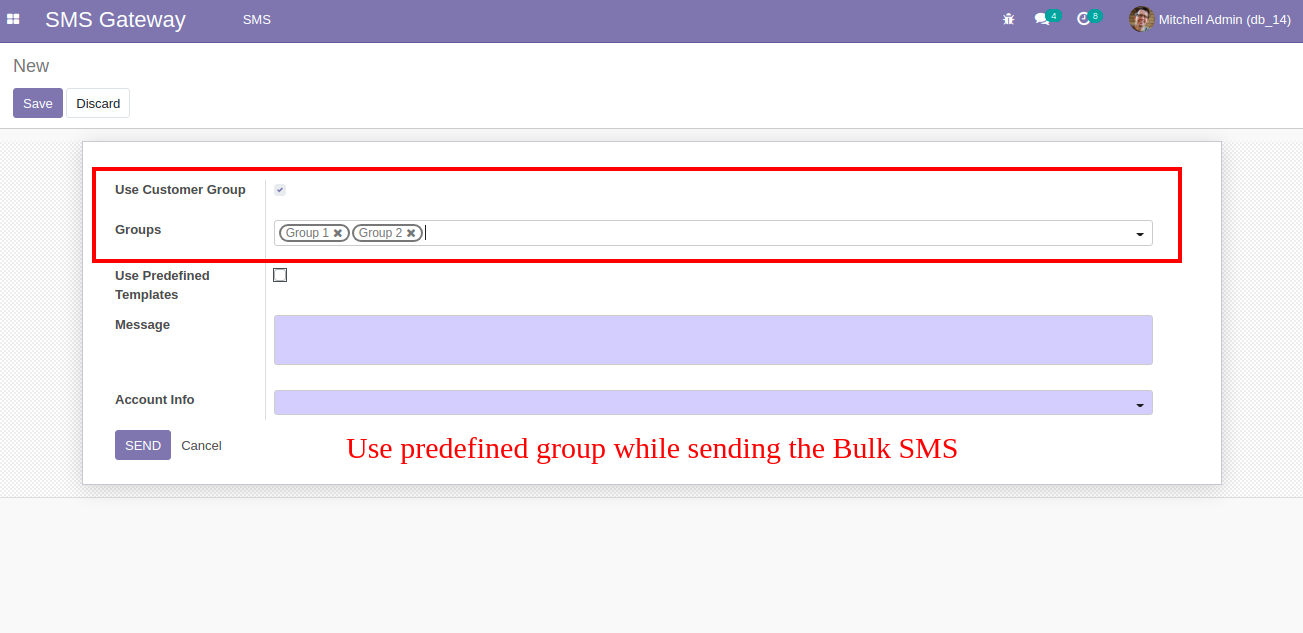 SMS Gateway SMS 4 8 Mitchell Admin (db_14)
New
Save Discard
Use Customer Group
Groups Group 1 Group 2
Use Predefined
Templates
Message
Account Info
SEND Cancel
Use predefined group while sending the Bulk SMS